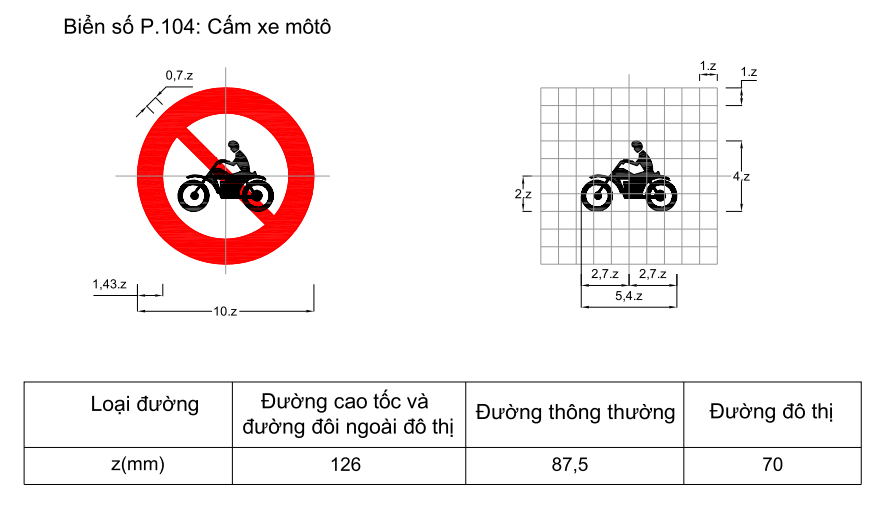 Biển số P.104: Cấm xe môtô
0,7.z
1,43.z
10.z
1.z
1.z
4.z
2.z
2,7.z 2,7.z
5,4.z
Loại đường
Đường cao tốc và
đường đôi ngoài đô thị
Đường thông thường
Đường đô thị
z(mm)
126
87,5
70